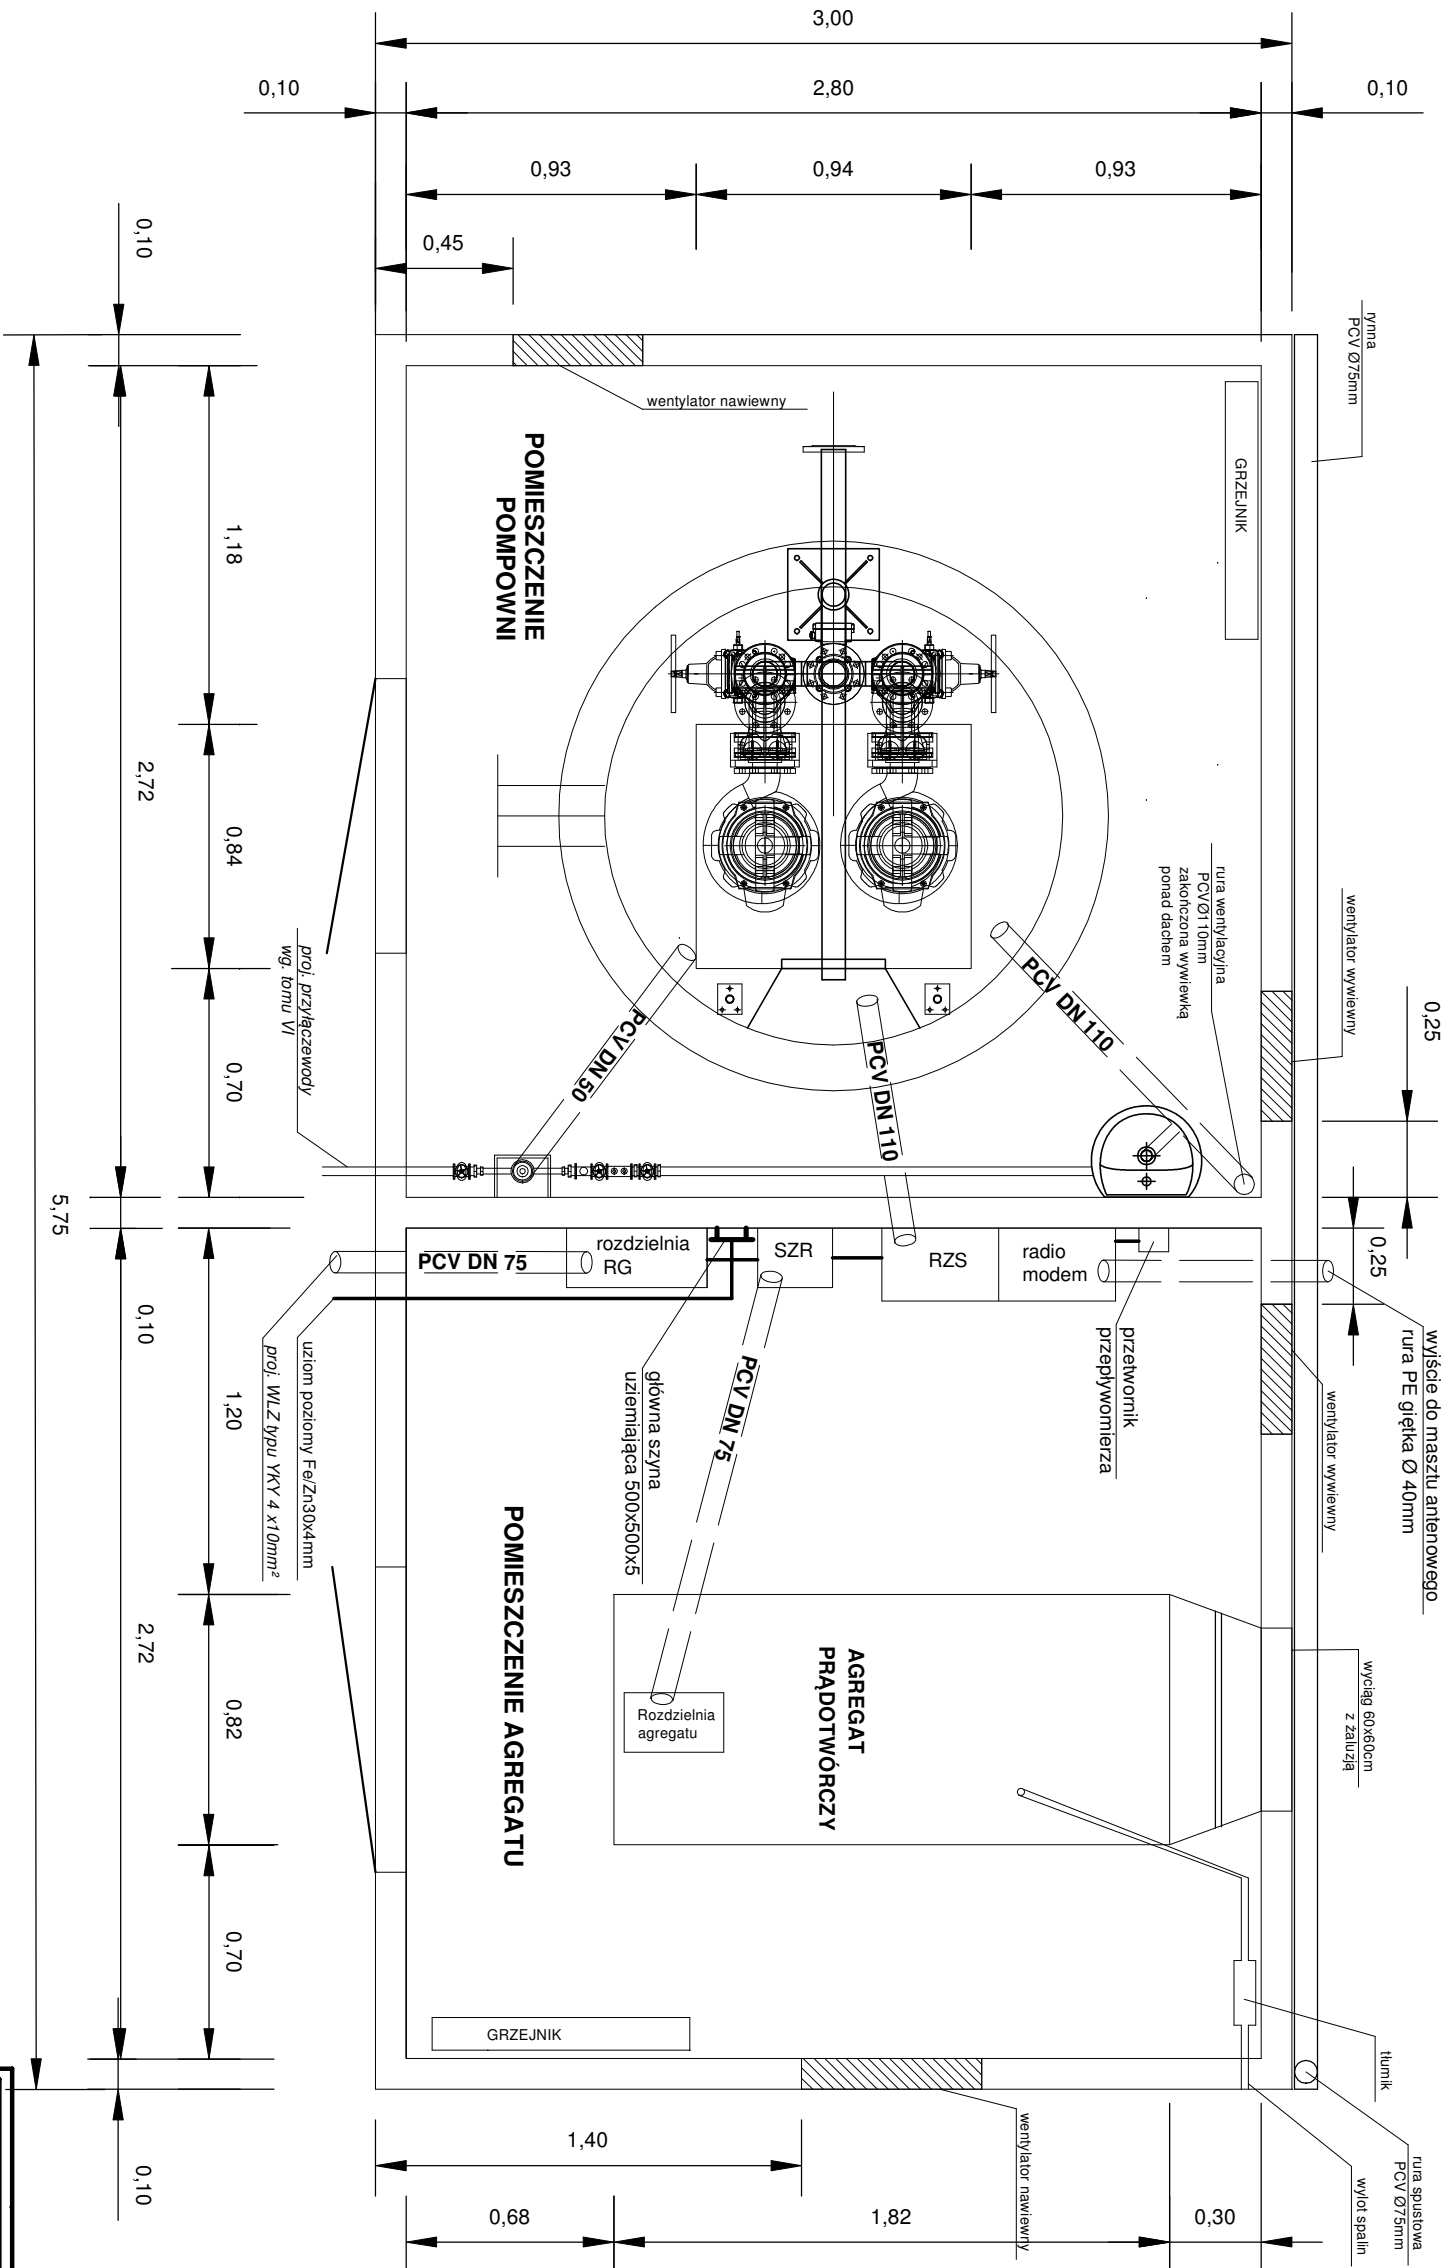 3,00
0,10
2,80
0,10
0,93
0,94
0,93
0,45
0,10
rynna
PCV Ø75mm
wentylator nawiewny
GRZEJNIK
POMIESZCZENIE
POMPOWNI
1,18
2,72
0,84
0,70
rura wentylacyjna
PCVØ110mm
zakończona wywiewką
ponad dachem
wentylator wywiewny
0,25
proj. przyłączewody
wg. tomu VI
PCV DN 50
PCV DN 110
PCV DN 110
5,75
0,10
0,25
PCV DN 75
rozdzielnia
RG
SZR
RZS
radio
modem
wyjście do masztu antenowego
rura PE giętka Ø 40mm
przetwornik
przepływomierza
główna szyna
uziemiająca 500x500x5
PCV DN 75
uziom poziomy Fe/Zn30x4mm
proj. WLZ typu YKY 4 x10mm²
wentylator wywiewny
1,20
2,72
0,82
0,70
POMIESZCZENIE AGREGATU
AGREGAT
PRĄDOTWÓRCZY
Rozdzielnia
agregatu
wyciąg 60x60cm
z żaluzją
GRZEJNIK
tłumik
wentylator nawiewny
wylot spalin
rura spustowa
PCV Ø75mm
0,10
1,40
0,68
1,82
0,30